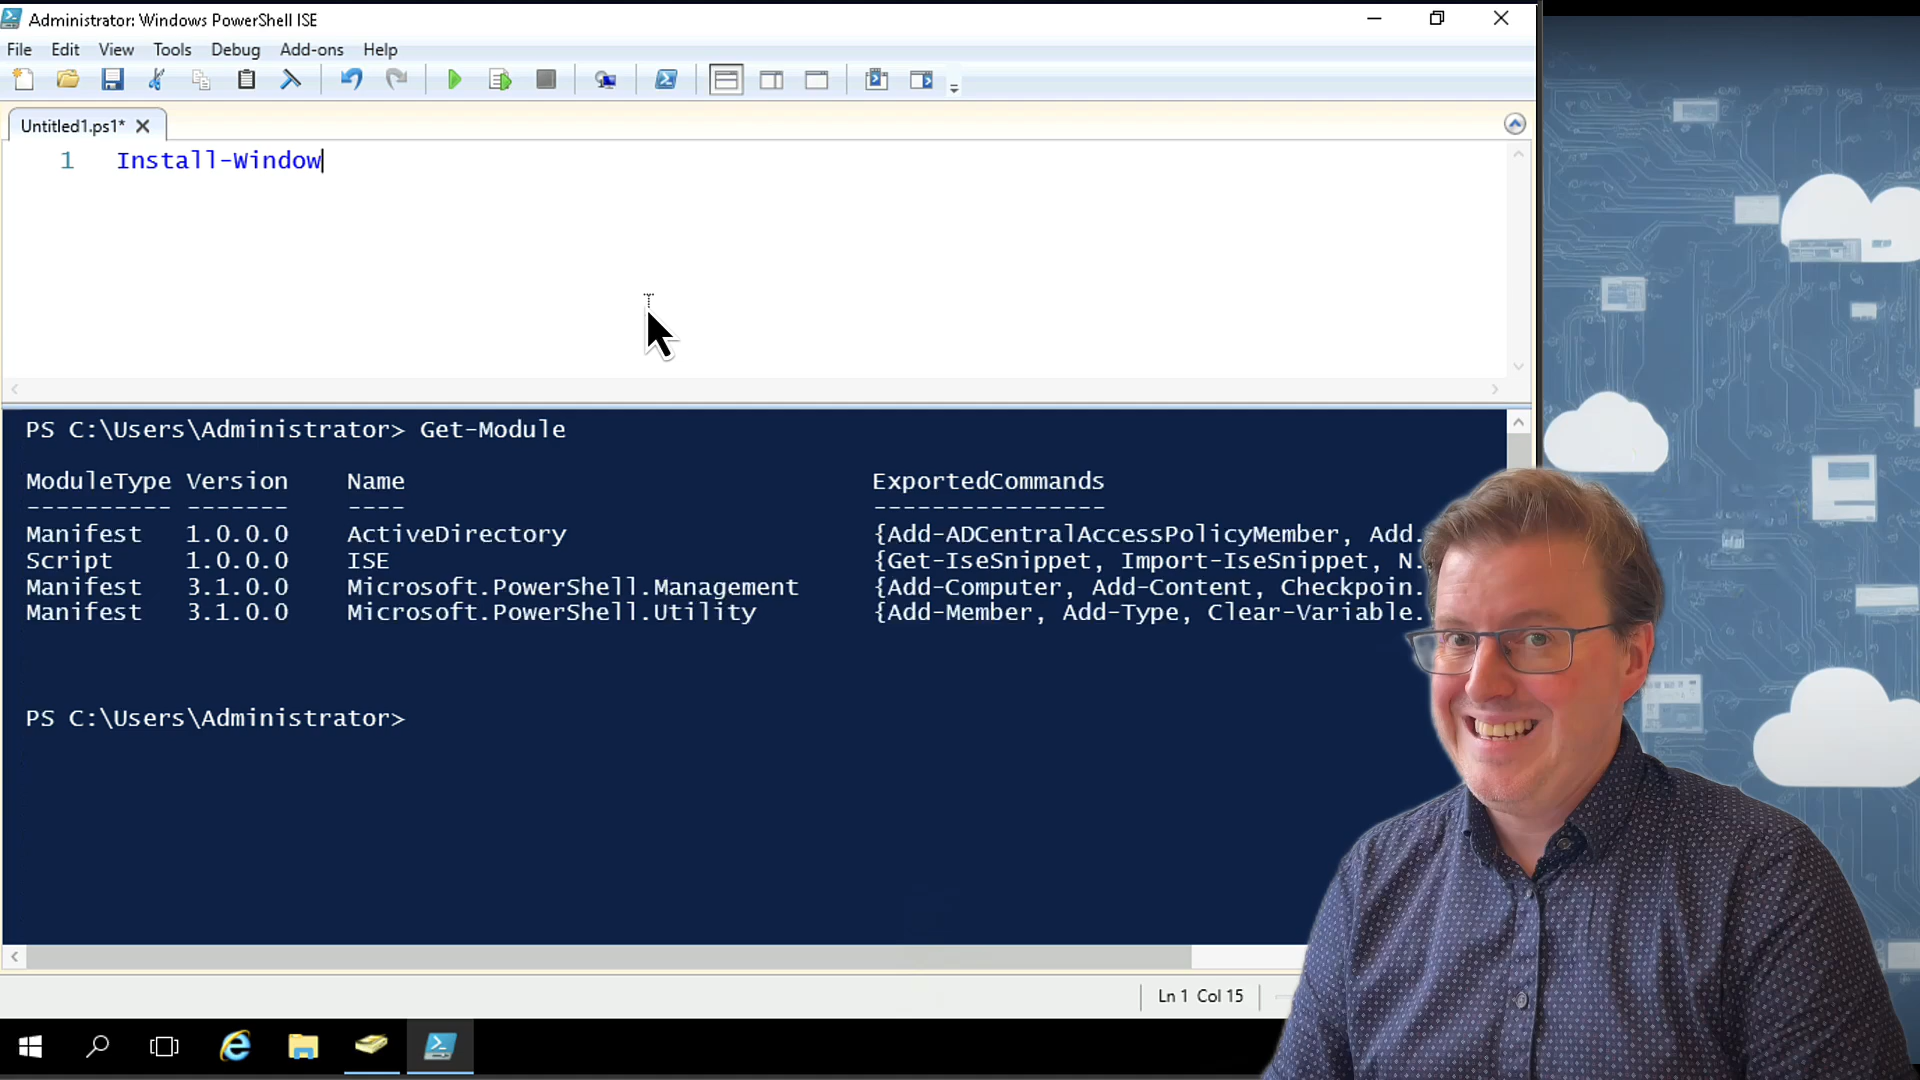 Administrator: Windows PowerShell ISE
File Edit View Tools Debug Add-ons Help
Untitled1.ps1*
1 Install-Window
PS C:\Users\Administrator> Get-Module
ModuleType Version Name ExportedCommands
---------- ------- ---- ----------------
Manifest 1.0.0.0 ActiveDirectory {Add-ADCentralAccessPolicyMember, Add.
Script 1.0.0.0 ISE {Get-IseSnippet, Import-IseSnippet, N.
Manifest 3.1.0.0 Microsoft.PowerShell.Management {Add-Computer, Add-Content, Checkpoin.
Manifest 3.1.0.0 Microsoft.PowerShell.Utility {Add-Member, Add-Type, Clear-Variable.
PS C:\Users\Administrator>
Ln 1 Col 15